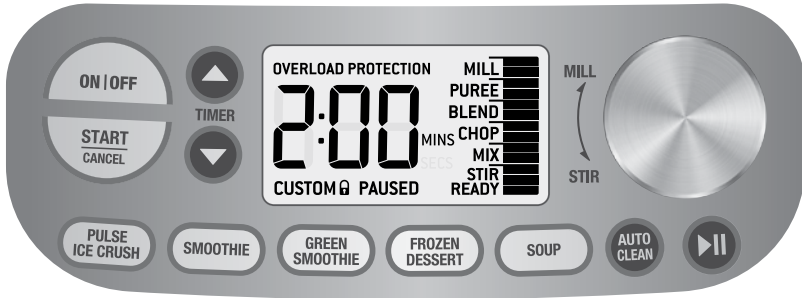 ON|OFF
START
CANCEL
TIMER
OVERLOAD PROTECTION
2:00
MINS
SECS
CUSTOM PAUSED
MILL
PUREE
BLEND
CHOP
MIX
STIR
READY
MILL
STIR
PULSE
ICE CRUSH
SMOOTHIE
GREEN
SMOOTHIE
FROZEN
DESSERT
SOUP
AUTO
CLEAN